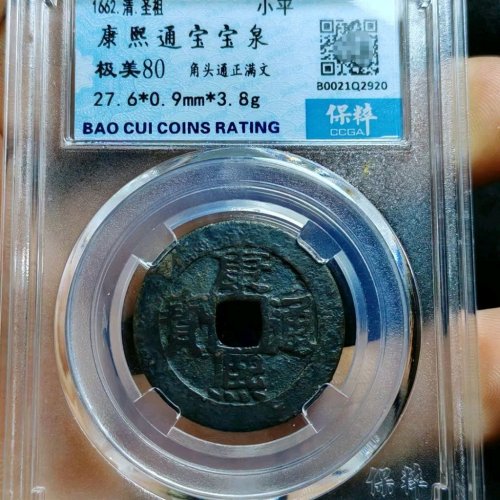 1662.清.圣祖 小平
康熙通宝宝泉
极美80 角头通正满文
27.6*0.9mm*3.8g
B0021Q2920
保粹
CCGA
BAO CUI COINS RATING
康熙通寶
保粹